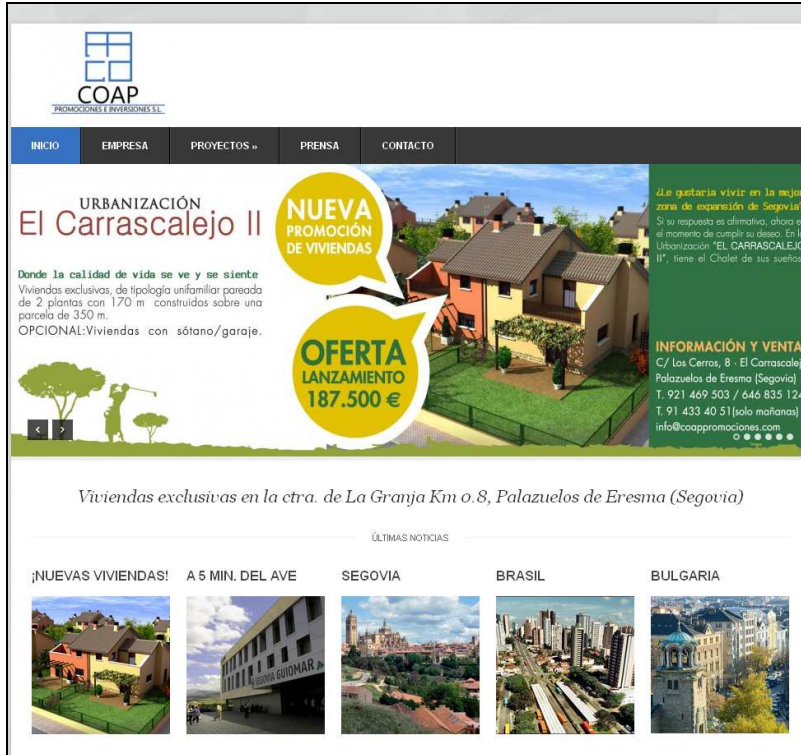 COAP
PROMOCIONES E INVERSIONES S.L.
INICIO
EMPRESA
PROYECTOS »
PRENSA
CONTACTO
URBANIZACIÓN
El Carrascalejo II
Donde la calidad de vida se ve y se siente
Viviendas exclusivas, de tipología unifamiliar pareada
de 2 plantas con 170 m construidos sobre una
parcela de 350 m.
OPCIONAL:Viviendas con sótano/garaje.
NUEVA
PROMOCIÓN
DE VIVIENDAS
OFERTA
LANZAMIENTO
187.500 €
¿Le gustaria vivir en la mejor
zona de expansión de Segovia?
Si su respuesta es afirmativa, ahora es
el momento de cumplir su deseo. En l
Urbanización "EL CARRASCALEJO
II", tiene el Chalet de sus sueños.
INFORMACIÓN Y VENTA
C/ Los Cerros, 8 - El Carrascalej
Palazuelos de Eresma (Segovia)
T. 921 469 503 / 646 835 124
T. 91 433 40 51(solo mañanas)
info@coappromociones.com
Viviendas exclusivas en la ctra. de La Granja Km 0.8, Palazuelos de Eresma (Segovia)
ÚLTIMAS NOTICIAS
¡NUEVAS VIVIENDAS!
A 5 MIN. DEL AVE
SEGOVIA
BRASIL
BULGARIA
SEGOVIA GUIOMAR